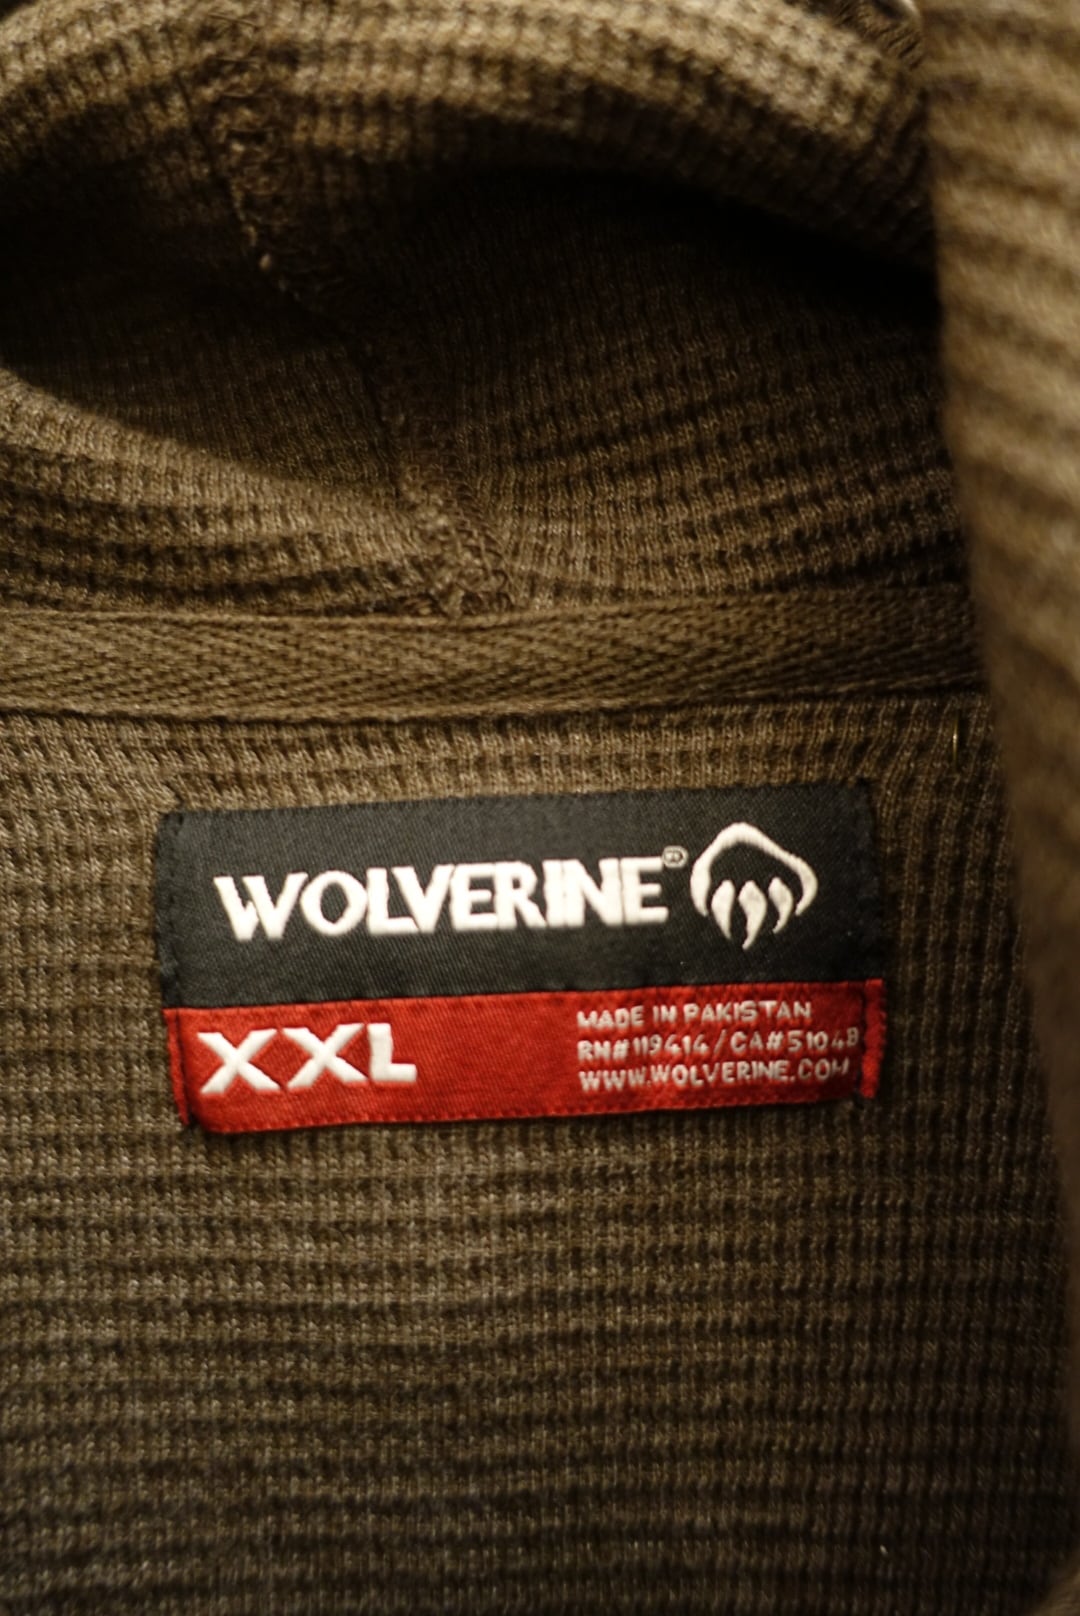 WOLVERINE®
XXL
MADE IN PAKISTAN
RN#119414/CA#51048
WWW.WOLVERINE.COM